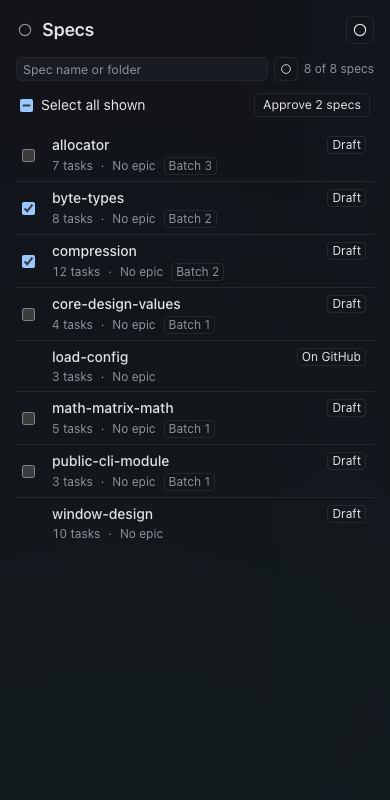 Specs
Spec name or folder
8 of 8 specs
Select all shown
Approve 2 specs
allocator
Draft
7 tasks · No epic Batch 3
byte-types
Draft
8 tasks · No epic Batch 2
compression
Draft
12 tasks · No epic Batch 2
core-design-values
Draft
4 tasks · No epic Batch 1
load-config
On GitHub
3 tasks · No epic
math-matrix-math
Draft
5 tasks · No epic Batch 1
public-cli-module
Draft
3 tasks · No epic Batch 1
window-design
Draft
10 tasks · No epic